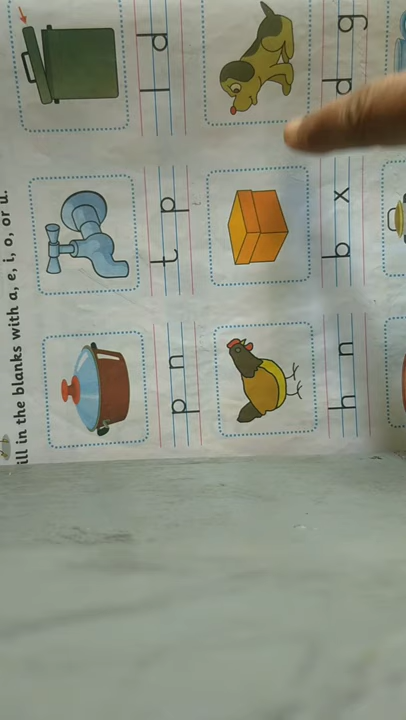 ill in the blanks with a, e, i, o, or u.
p n t p l d
h n b x d g